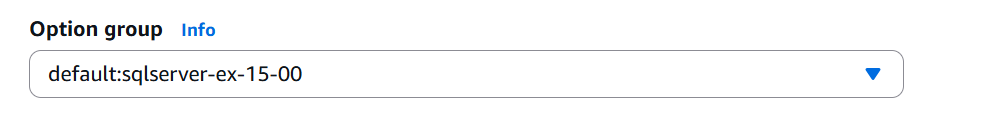 Option group Info
default:sqlserver-ex-15-00